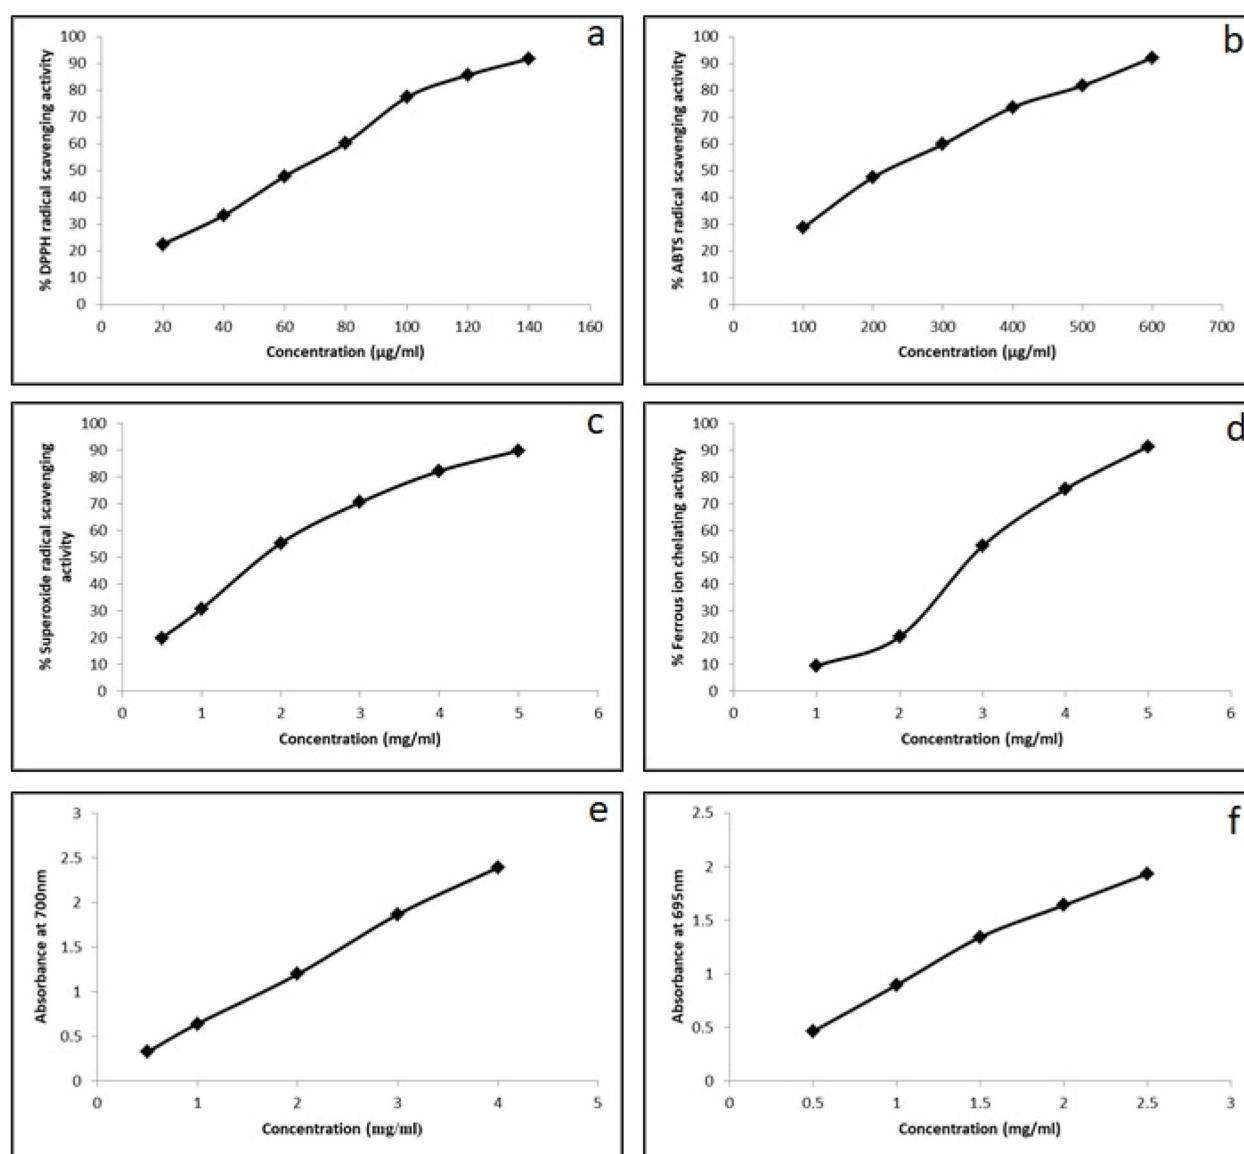 a
% DPPH radical scavenging activity
100
90
80
70
60
50
40
30
20
10
0
0 20 40 60 80 100 120 140 160
Concentration (µg/ml)
b
% ABTS radical scavenging activity
100
90
80
70
60
50
40
30
20
10
0
0 100 200 300 400 500 600 700
Concentration (µg/ml)
c
% Superoxide radical scavenging
activity
100
90
80
70
60
50
40
30
20
10
0
0 1 2 3 4 5 6
Concentration (mg/ml)
d
% Ferrous ion chelating activity
100
90
80
70
60
50
40
30
20
10
0
0 1 2 3 4 5 6
Concentration (mg/ml)
e
Absorbance at 700nm
3
2.5
2
1.5
1
0.5
0
0 1 2 3 4 5
Concentration (mg/ml)
f
Absorbance at 695nm
2.5
2
1.5
1
0.5
0
0 0.5 1 1.5 2 2.5 3
Concentration (mg/ml)